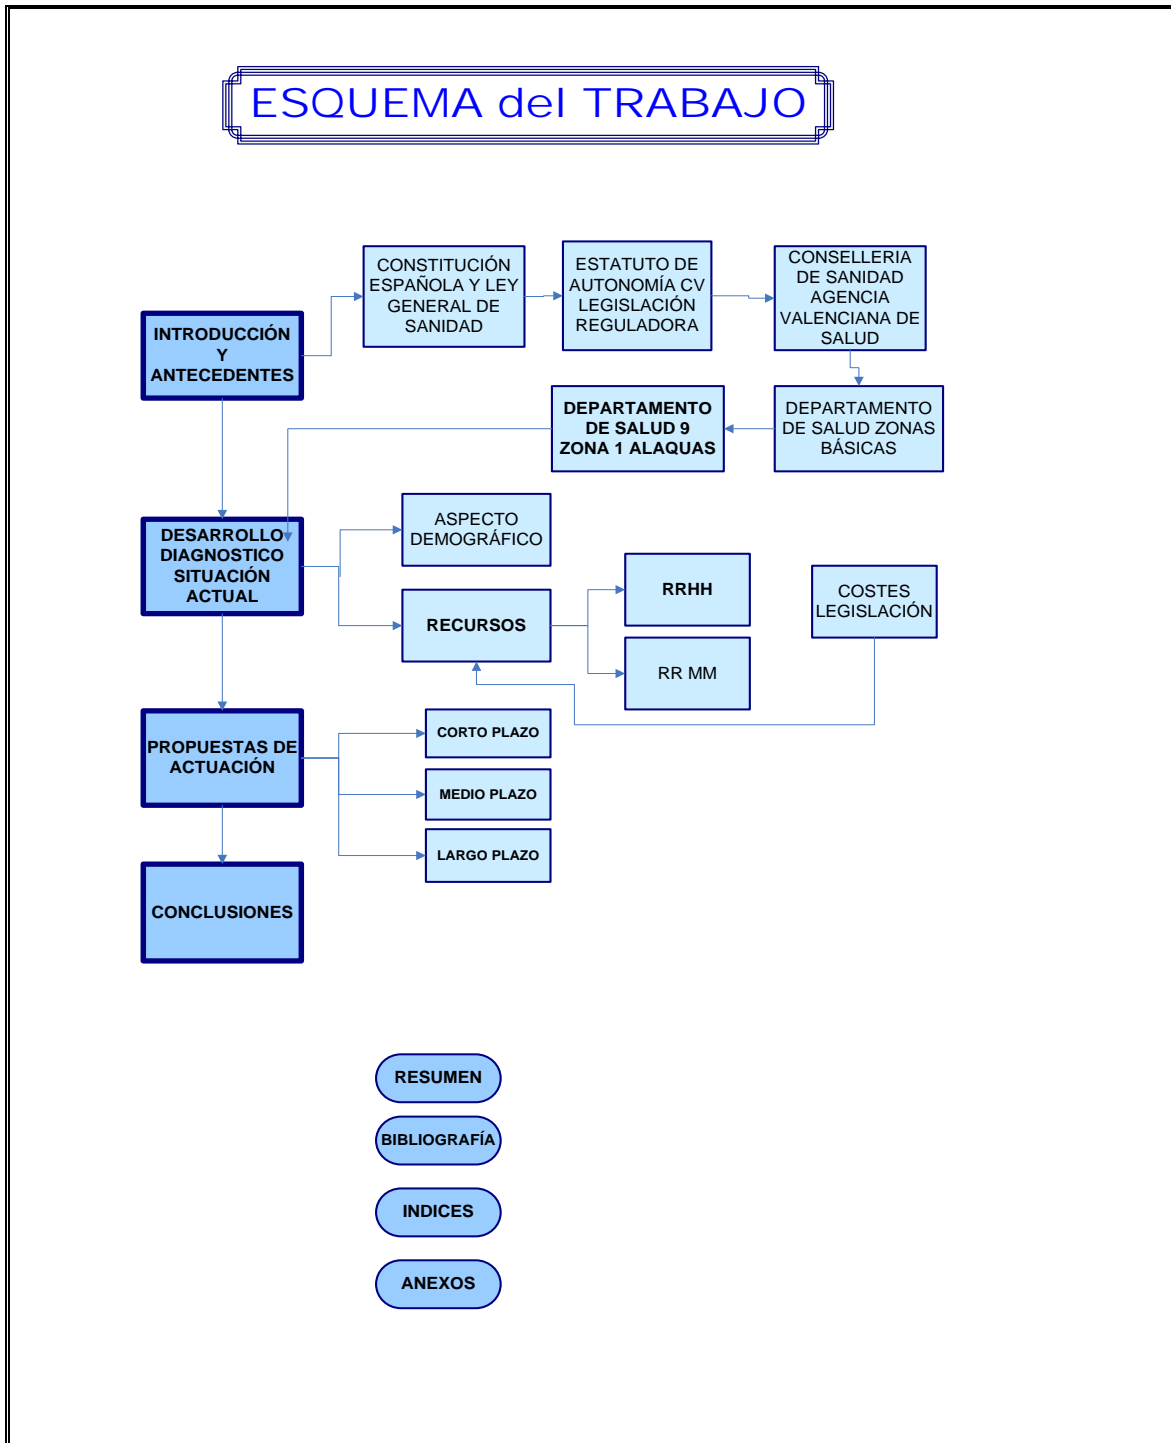 ESQUEMA del TRABAJO
CONSTITUCIÓN
ESPAÑOLA Y LEY
GENERAL DE
SANIDAD
ESTATUTO DE
AUTONOMÍA CV
LEGISLACIÓN
REGULADORA
CONSELLERIA
DE SANIDAD
AGENCIA
VALENCIANA DE
SALUD
INTRODUCCIÓN
Y
ANTECEDENTES
DEPARTAMENTO
DE SALUD 9
ZONA 1 ALAQUAS
DEPARTAMENTO
DE SALUD ZONAS
BÁSICAS
DESARROLLO
DIAGNOSTICO
SITUACIÓN
ACTUAL
ASPECTO
DEMOGRÁFICO
RECURSOS
RRHH
RR MM
COSTES
LEGISLACIÓN
PROPUESTAS DE
ACTUACIÓN
CORTO PLAZO
MEDIO PLAZO
LARGO PLAZO
CONCLUSIONES
RESUMEN
BIBLIOGRAFÍA
INDICES
ANEXOS